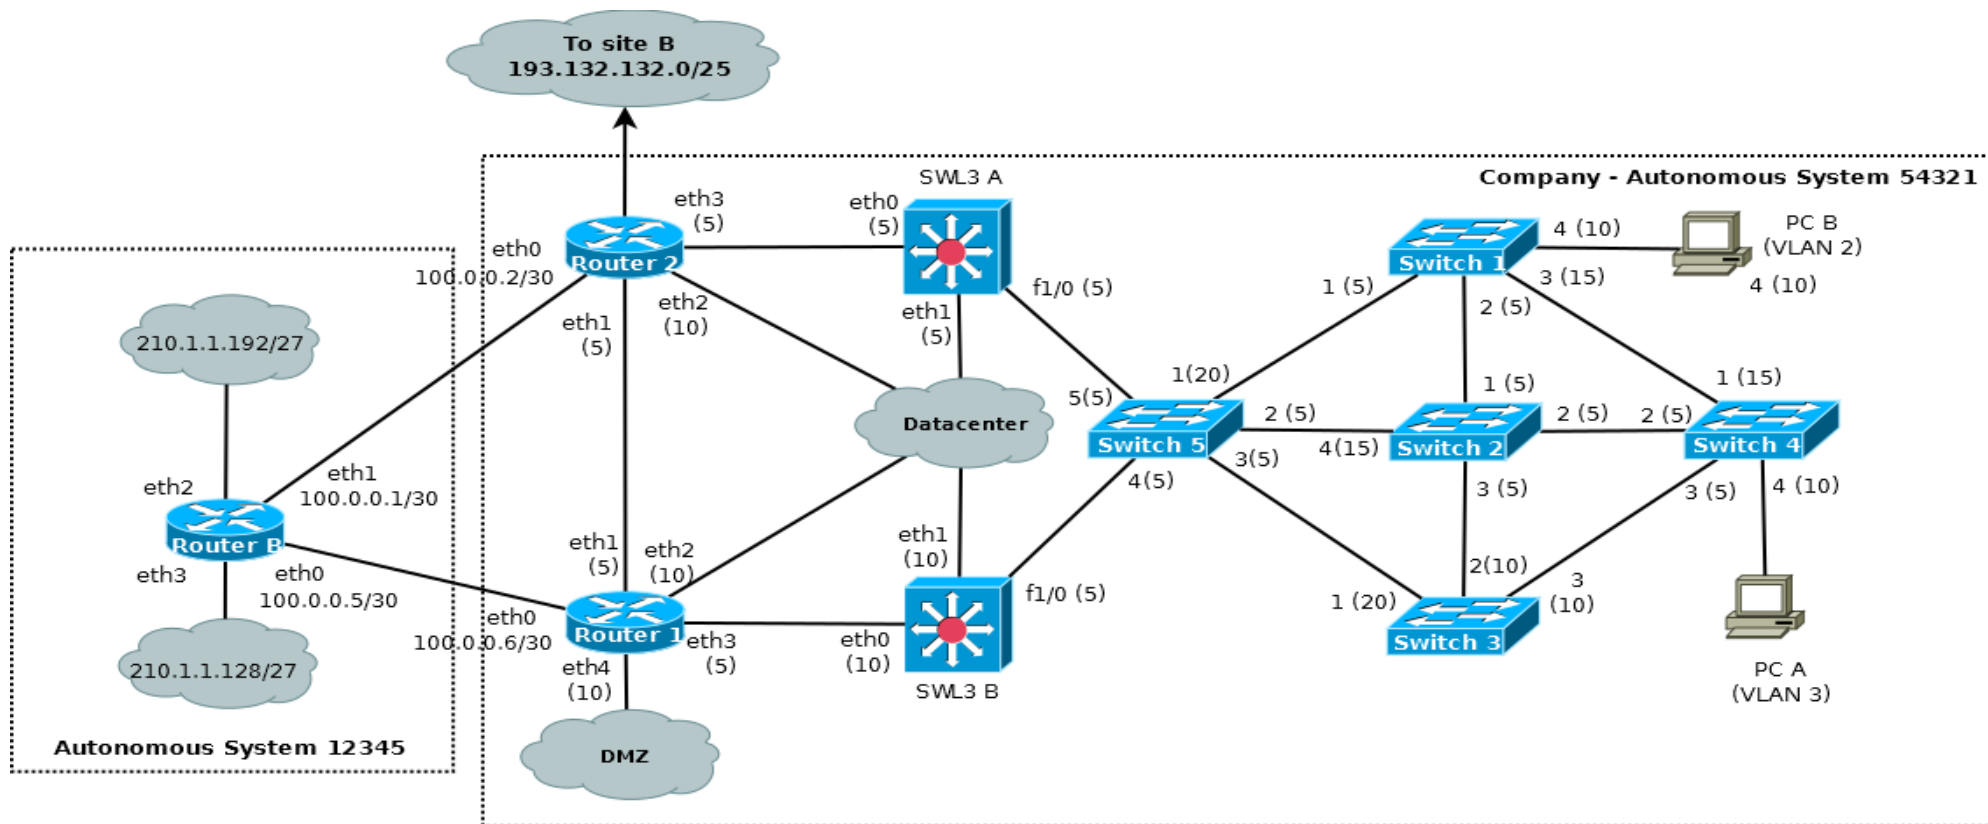 To site B
193.132.132.0/25
Company - Autonomous System 54321
SWL3 A
eth3
(5)
eth0
(5)
eth0
100.0.0.2/30
Router 2
eth2
(10)
eth1
(5)
f1/0 (5)
eth1
(5)
4 (10)
PC B
(VLAN 2)
4 (10)
Switch 1
3 (15)
1 (5)
2 (5)
210.1.1.192/27
1(20)
1 (5)
1 (15)
5(5)
2 (5)
2 (5)
2 (5)
Datacenter
Switch 5
4(15)
Switch 2
Switch 4
3(5)
4(5)
3 (5)
3 (5)
4 (10)
eth1
100.0.0.1/30
eth2
Router B
eth3
eth0
100.0.0.5/30
eth1
(5)
eth2
(10)
eth1
(10)
2(10)
3
(10)
f1/0 (5)
1 (20)
eth0
100.0.0.6/30
Router 1
eth3
(5)
eth0
(10)
Switch 3
210.1.1.128/27
eth4
(10)
SWL3 B
PC A
(VLAN 3)
Autonomous System 12345
DMZ